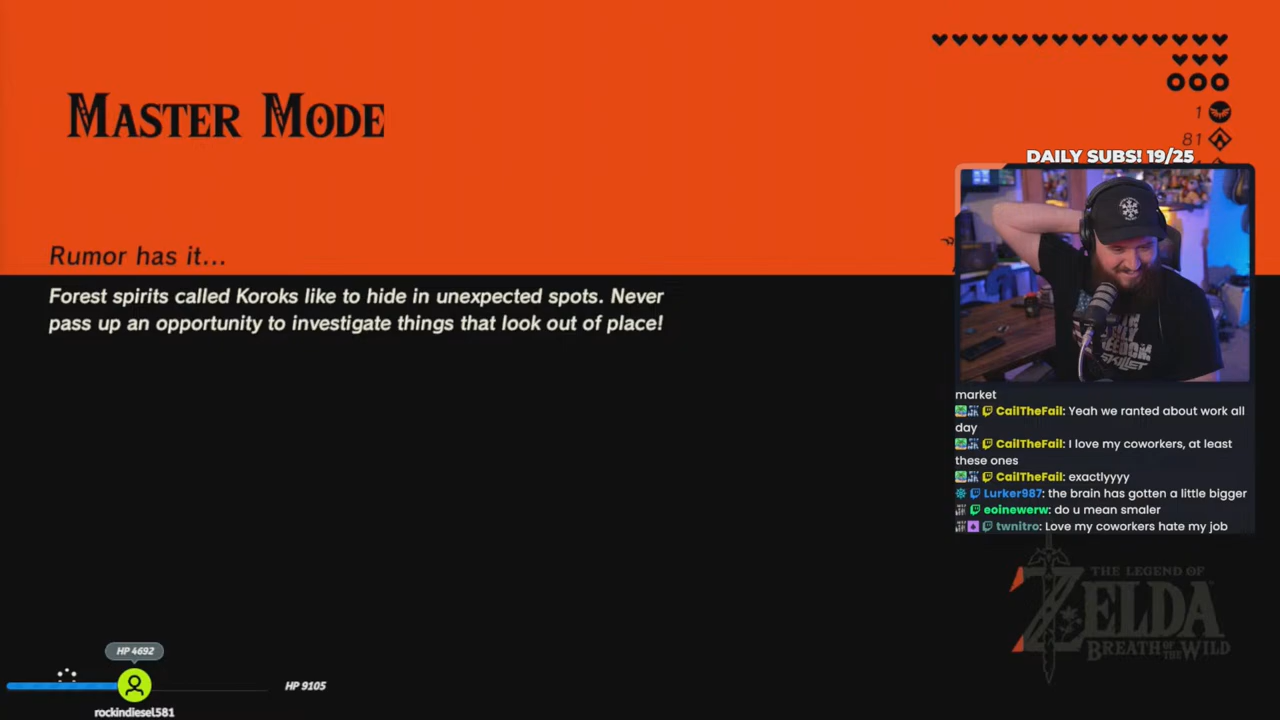 MASTER MODE
1
81
DAILY SUBS! 19/25
Rumor has it...
Forest spirits called Koroks like to hide in unexpected spots. Never
pass up an opportunity to investigate things that look out of place!
SKILLET
market
CailTheFail: Yeah we ranted about work all
day
CailTheFail: I love my coworkers, at least
these ones
CailTheFail: exactlyyyy
Lurker987: the brain has gotten a little bigger
eoinewerw: do u mean smaler
twnitro: Love my coworkers hate my job
THE LEGEND OF
ZELDA
BREATH OF THE WILD
HP 4692
HP 9105
rockindiesel581